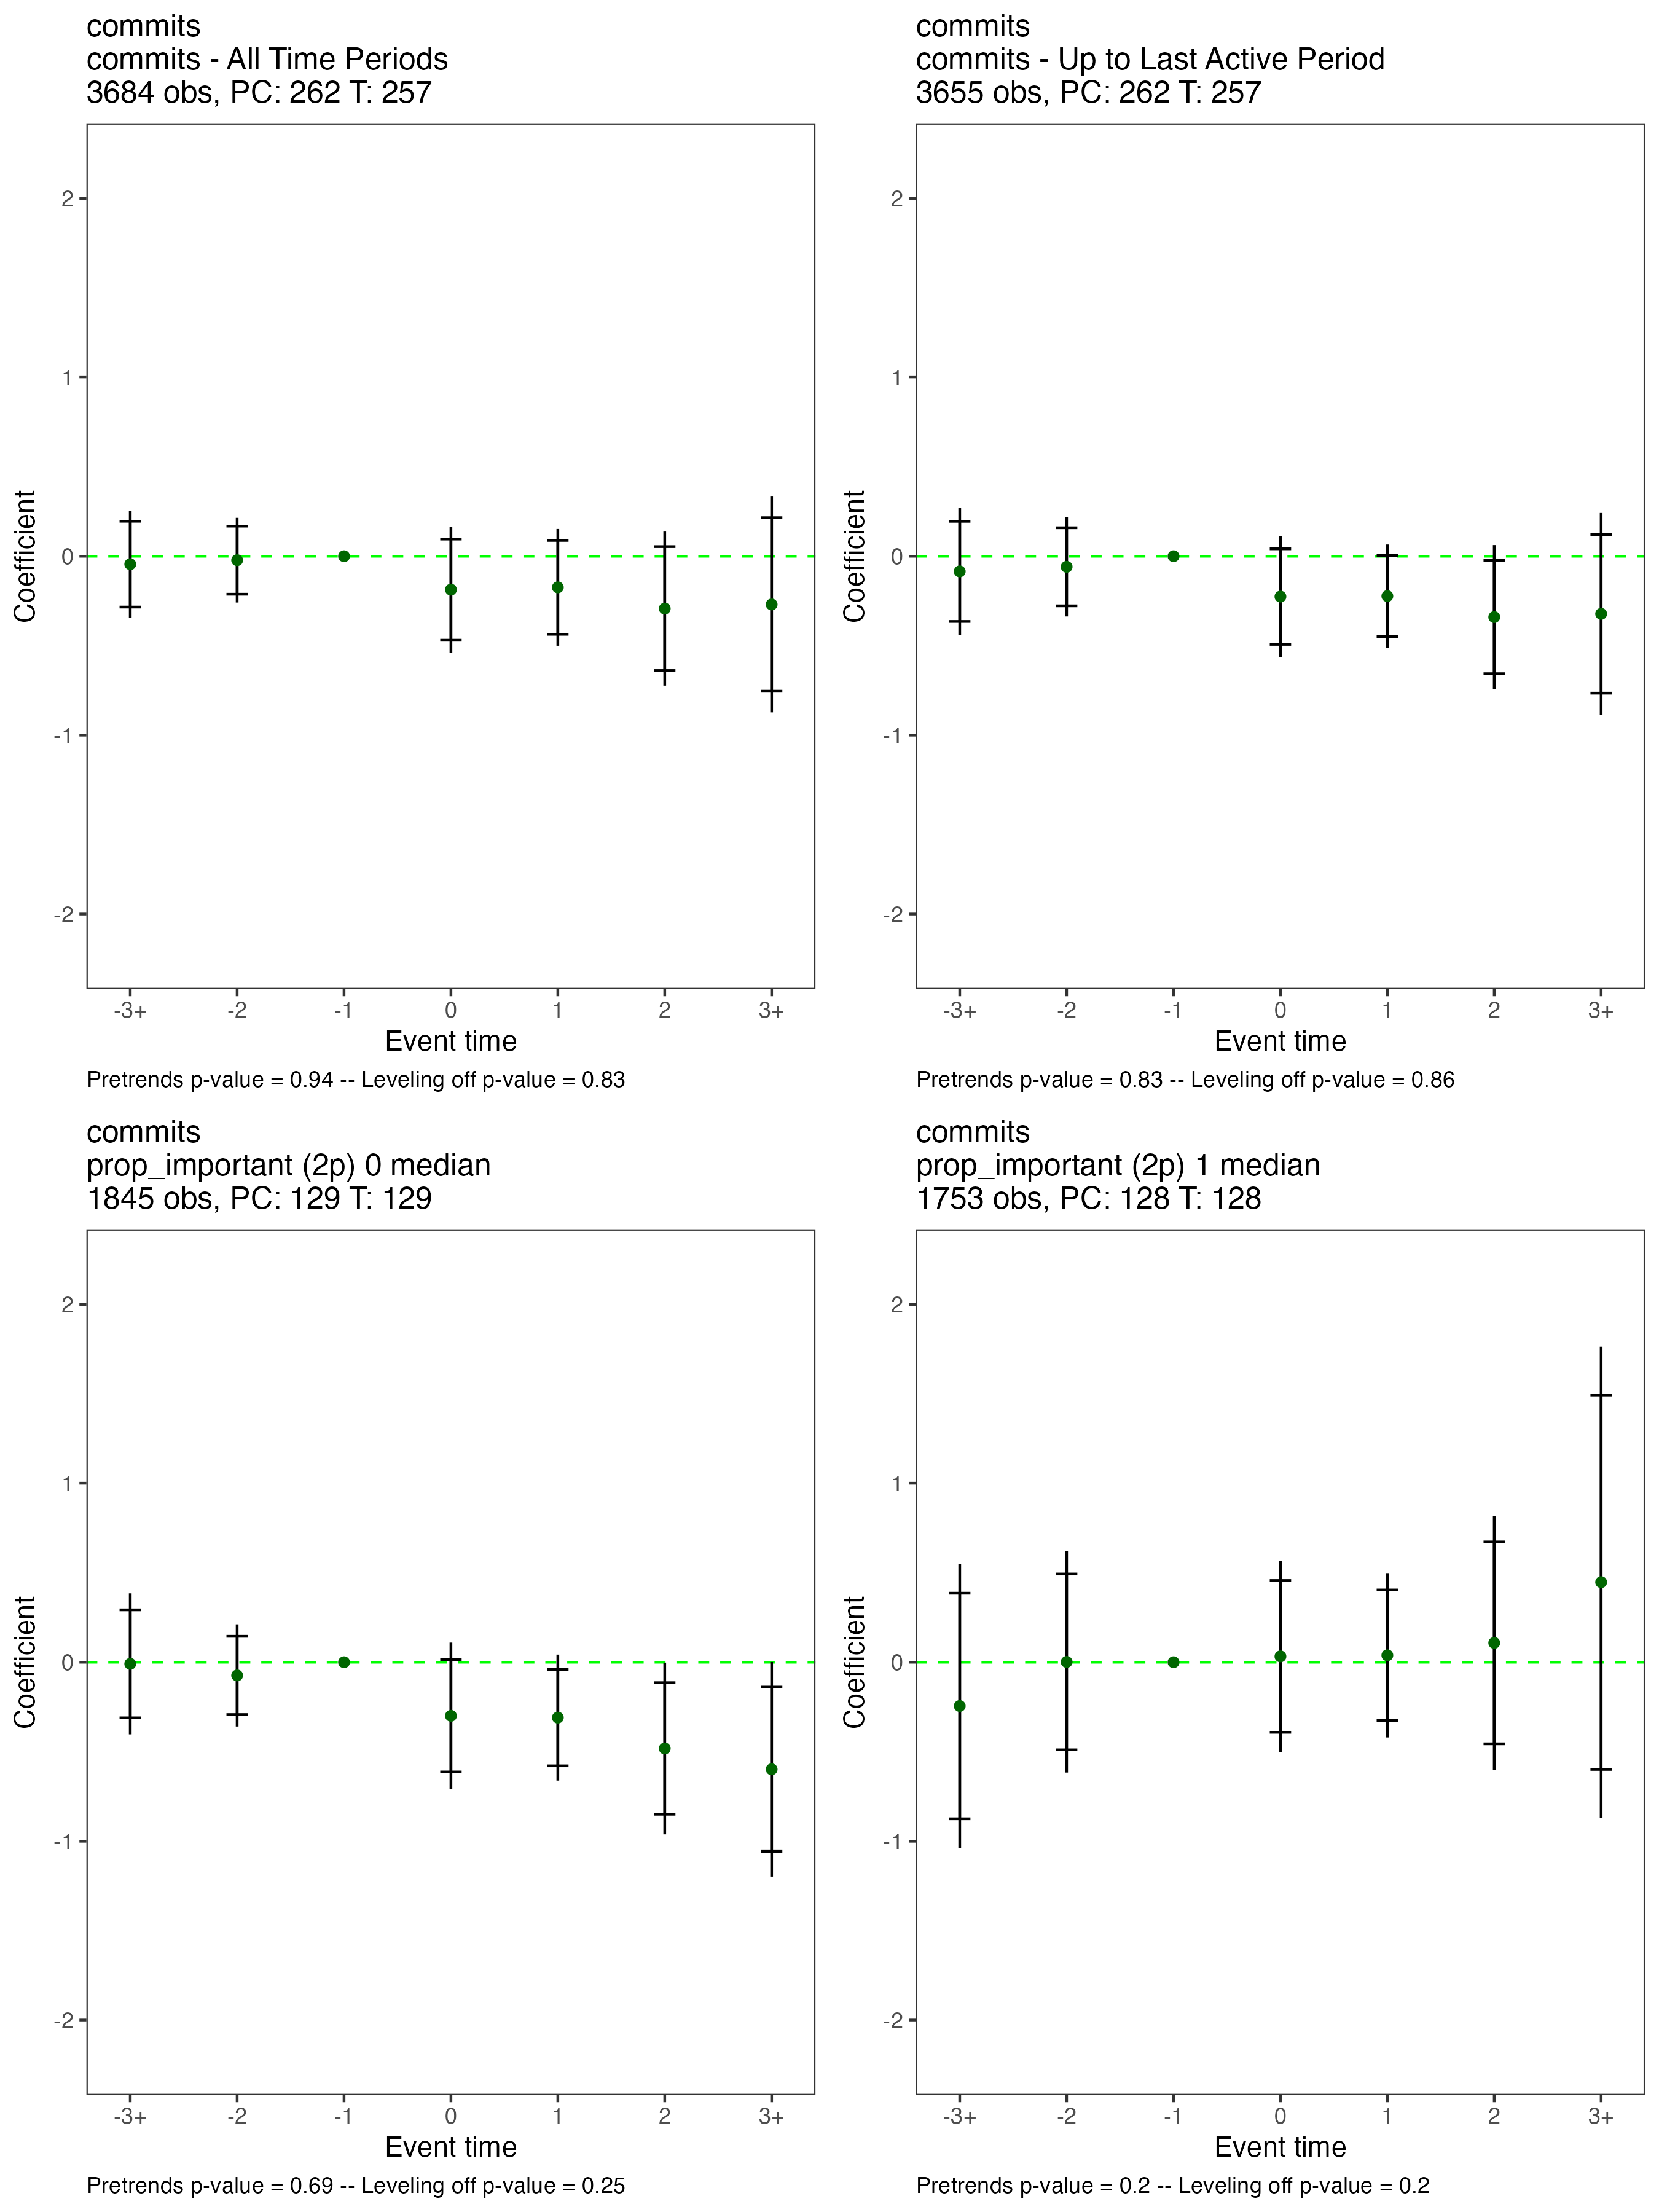 commits
commits - All Time Periods
3684 obs, PC: 262 T: 257
Coefficient
2
1
0
-1
-2
-3+ -2 -1 0 1 2 3+
Event time
Pretrends p-value = 0.94 -- Leveling off p-value = 0.83
commits
commits - Up to Last Active Period
3655 obs, PC: 262 T: 257
Coefficient
2
1
0
-1
-2
-3+ -2 -1 0 1 2 3+
Event time
Pretrends p-value = 0.83 -- Leveling off p-value = 0.86
commits
prop_important (2p) 0 median
1845 obs, PC: 129 T: 129
Coefficient
2
1
0
-1
-2
-3+ -2 -1 0 1 2 3+
Event time
Pretrends p-value = 0.69 -- Leveling off p-value = 0.25
commits
prop_important (2p) 1 median
1753 obs, PC: 128 T: 128
Coefficient
2
1
0
-1
-2
-3+ -2 -1 0 1 2 3+
Event time
Pretrends p-value = 0.2 -- Leveling off p-value = 0.2